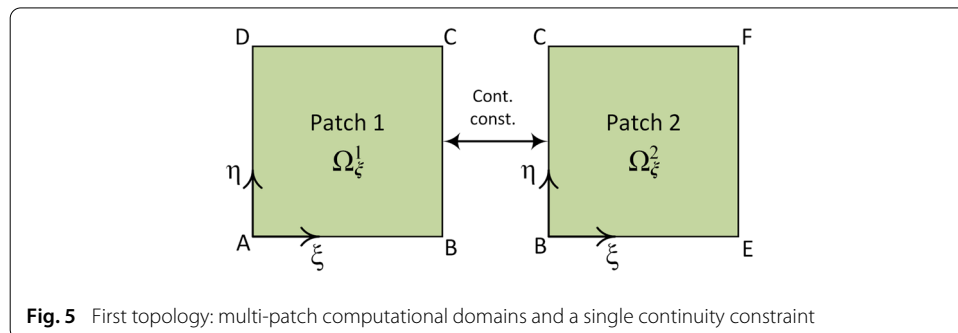 D C C F
Cont.
const.
Patch 1 Patch 2
Ω¹ξ Ω²ξ
η η
A ξ B B ξ E
Fig. 5 First topology: multi-patch computational domains and a single continuity constraint